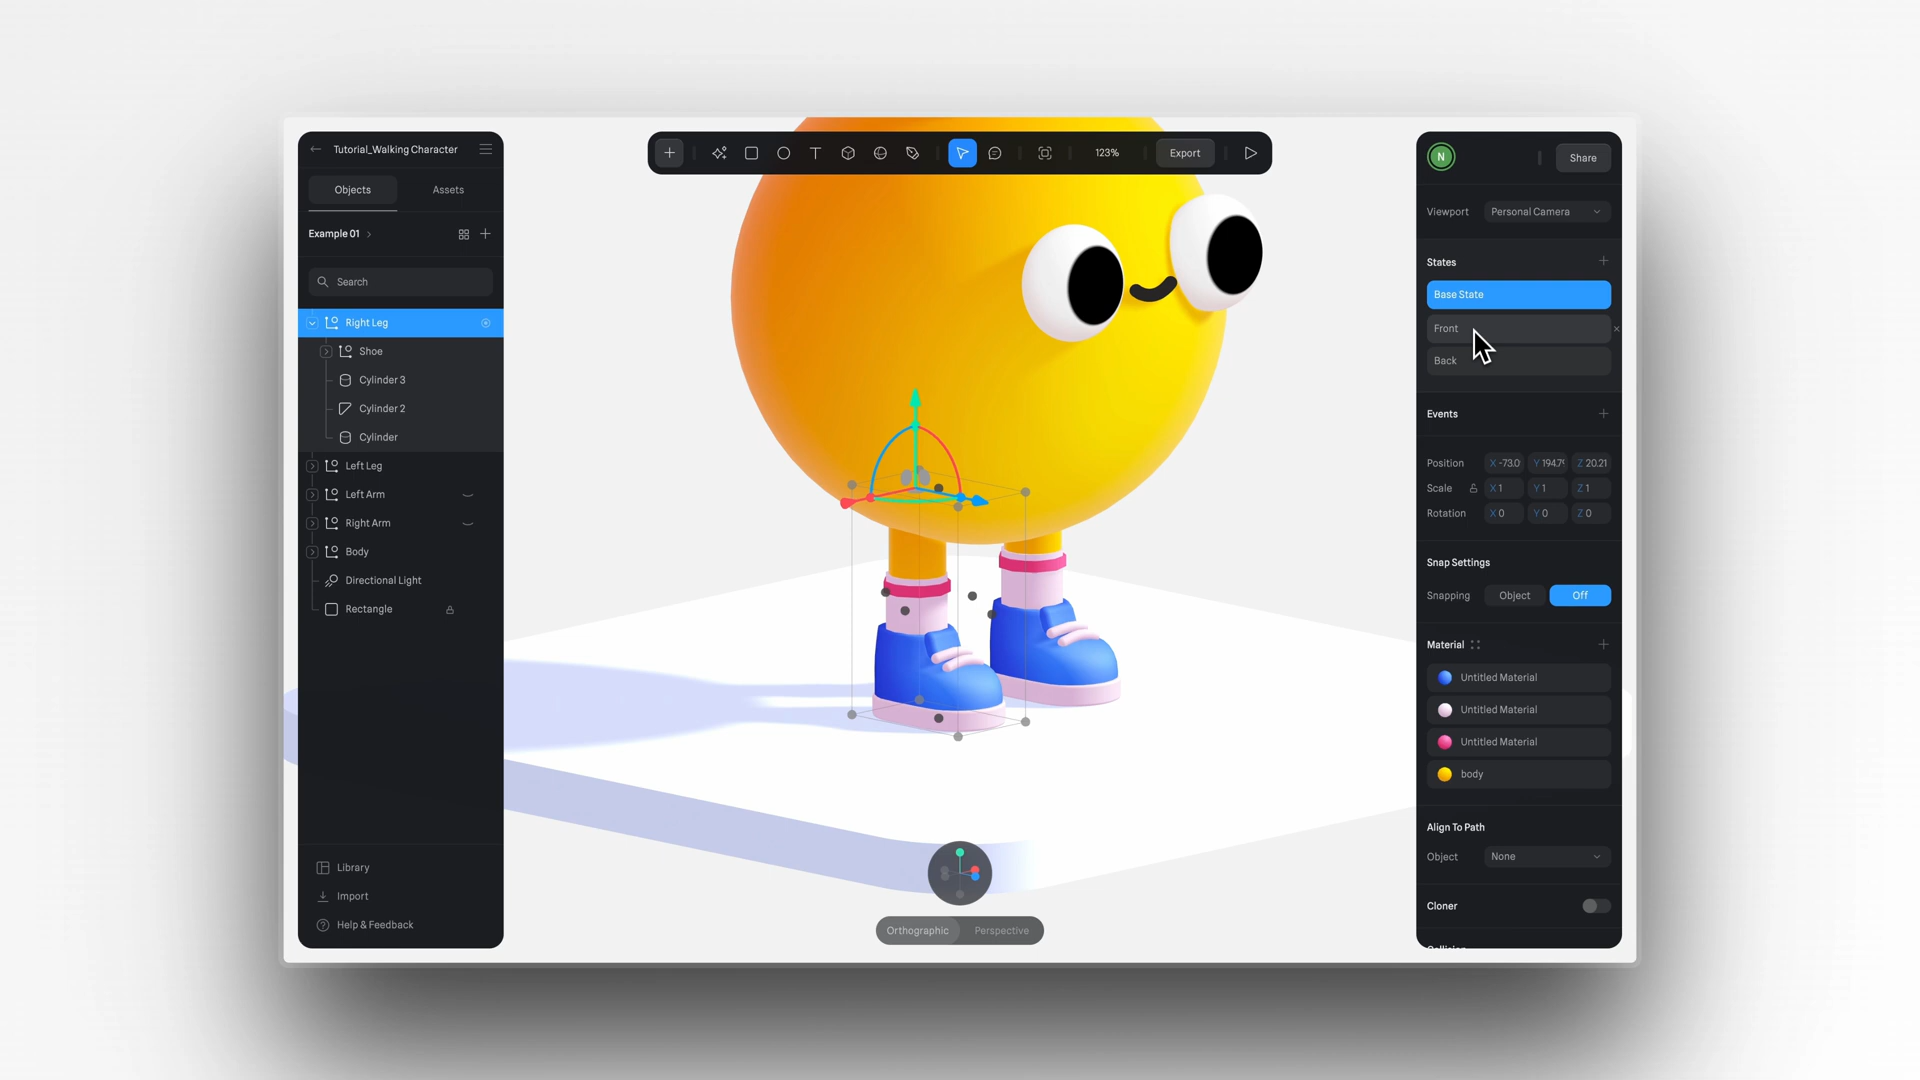 Tutorial_Walking Character
Objects
Assets
Example 01
Search
Right Leg
Shoe
Cylinder 3
Cylinder 2
Cylinder
Left Leg
Left Arm
Right Arm
Body
Directional Light
Rectangle
Library
Import
Help & Feedback
123%
Export
Orthographic
Perspective
N
Share
Viewport
Personal Camera
States
Base State
Front
Back
Events
Position X -73.0 Y 194.79 Z 20.21
Scale X 1 Y 1 Z 1
Rotation X 0 Y 0 Z 0
Snap Settings
Snapping Object Off
Material
Untitled Material
Untitled Material
Untitled Material
body
Align To Path
Object None
Cloner